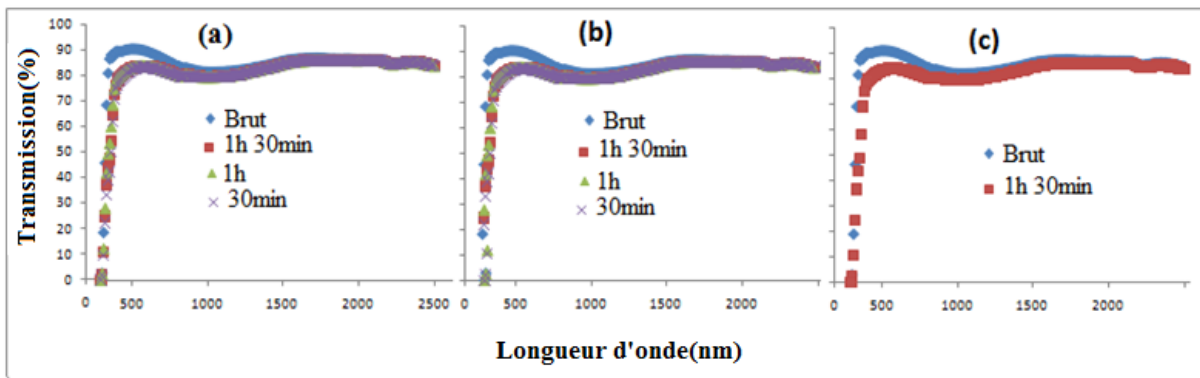 Transmission(%)
100
90
80
70
60
50
40
30
20
10
0
(a)
Brut
1h 30min
1h
30min
0 500 1000 1500 2000 2500
(b)
Brut
1h 30min
1h
30min
0 500 1000 1500 2000
(c)
Brut
1h 30min
0 500 1000 1500 2000
Longueur d'onde(nm)